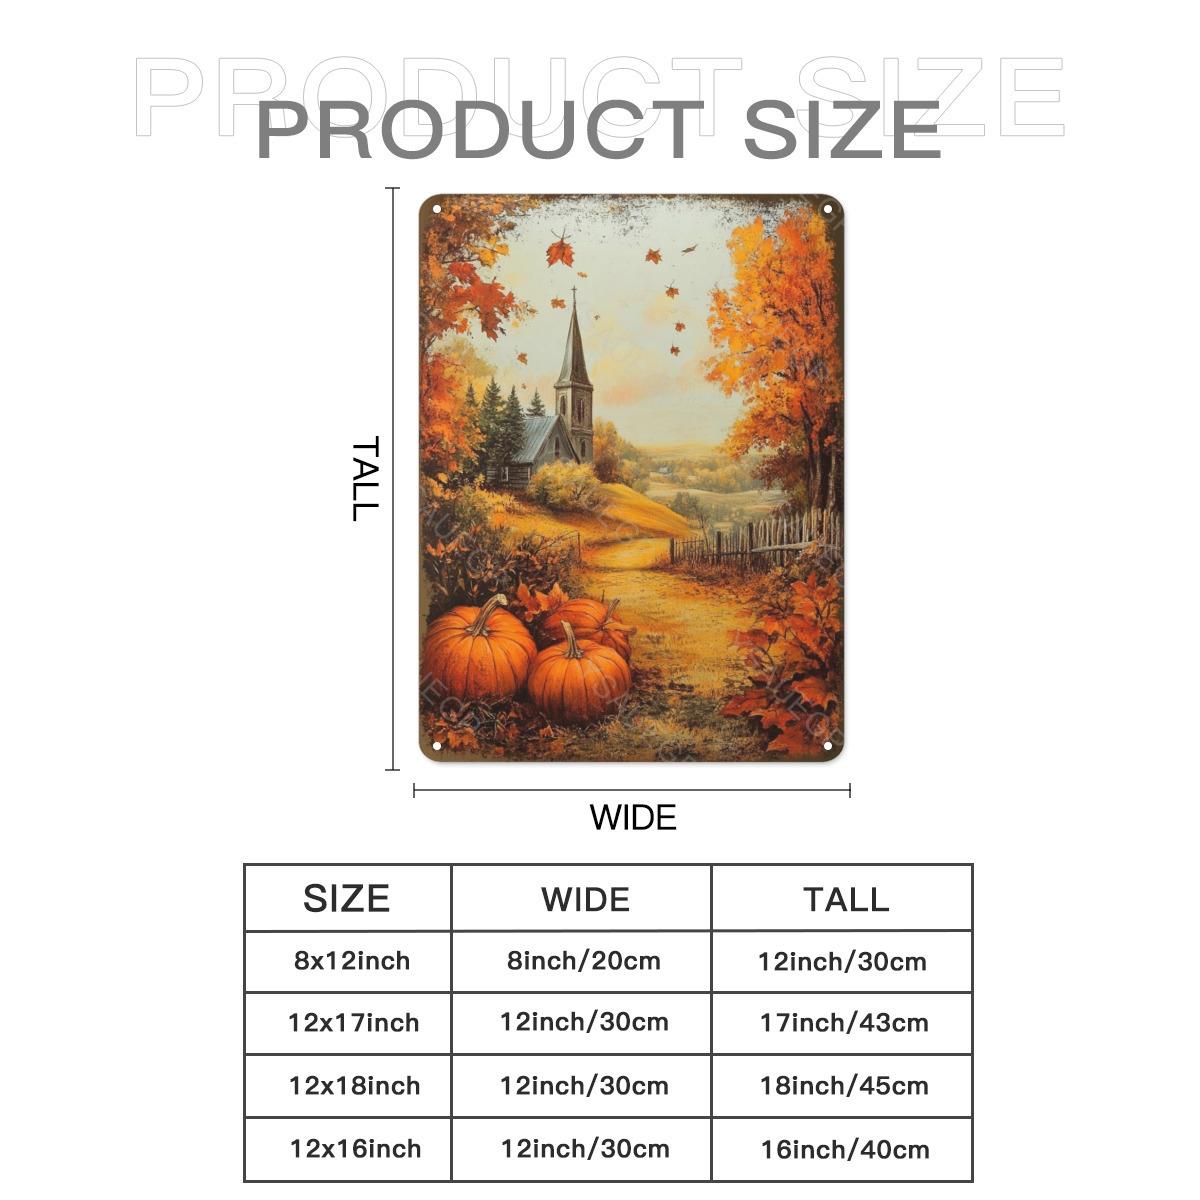 PRODUCT SIZE
PRODUCT SIZE
TALL
WIDE
SIZE WIDE TALL
8x12inch 8inch/20cm 12inch/30cm
12x17inch 12inch/30cm 17inch/43cm
12x18inch 12inch/30cm 18inch/45cm
12x16inch 12inch/30cm 16inch/40cm